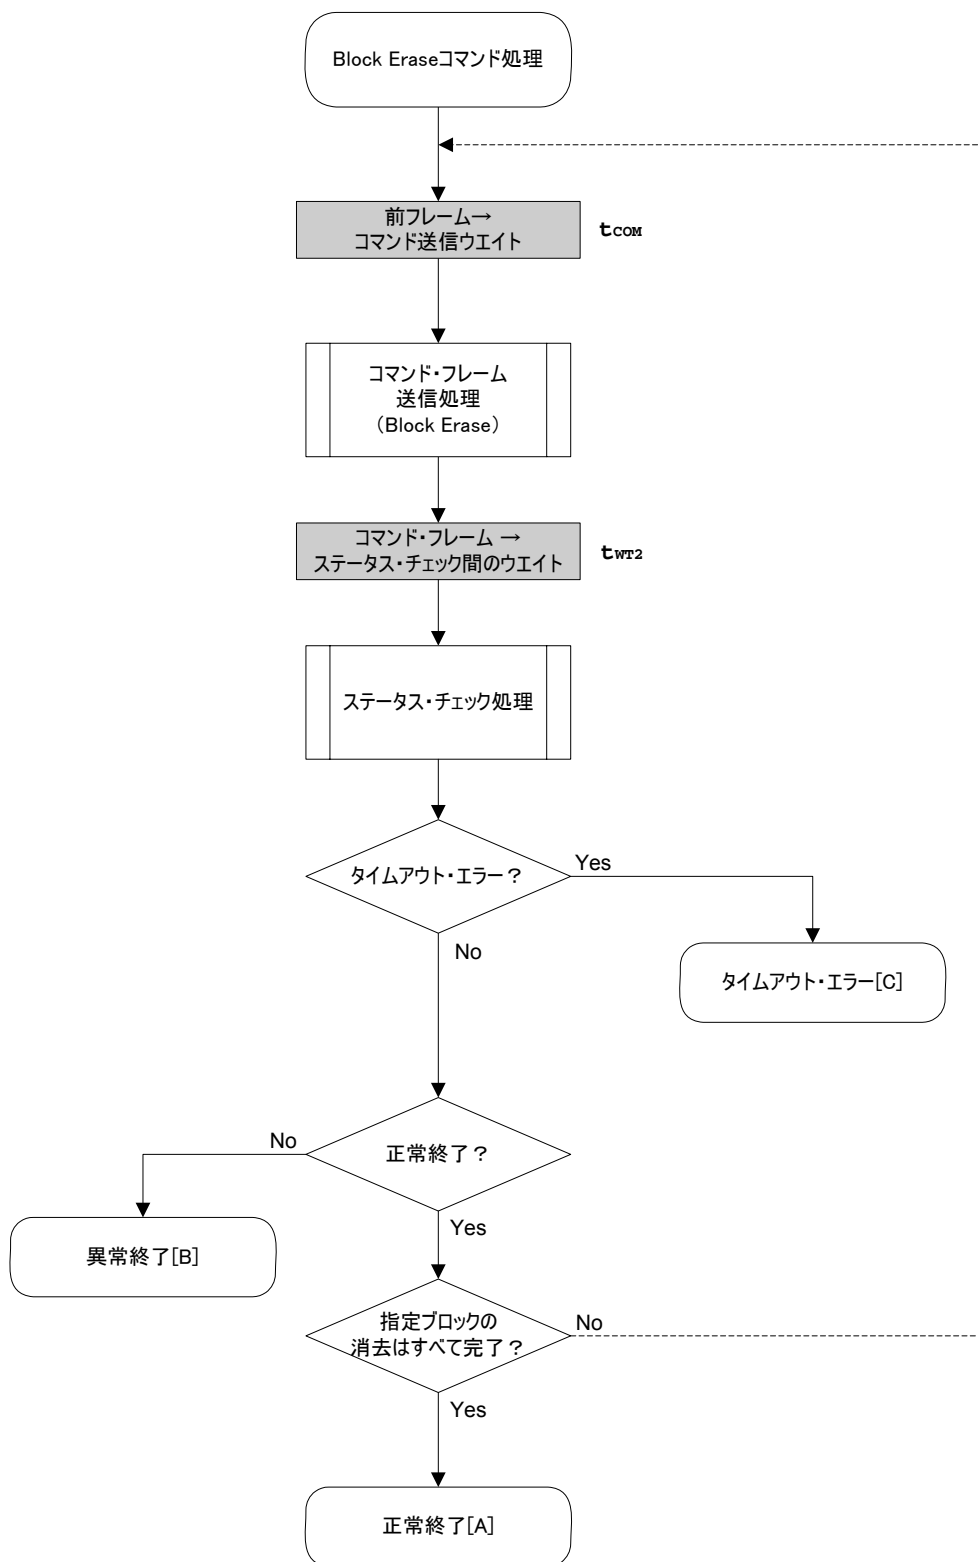 Block Eraseコマンド処理
前フレーム→
コマンド送信ウエイト
tCOM
コマンド・フレーム
送信処理
（Block Erase）
コマンド・フレーム →
ステータス・チェック間のウエイト
tWT2
ステータス・チェック処理
タイムアウト・エラー？
Yes
No
タイムアウト・エラー[C]
正常終了？
No
Yes
異常終了[B]
指定ブロックの
消去はすべて完了？
No
Yes
正常終了[A]